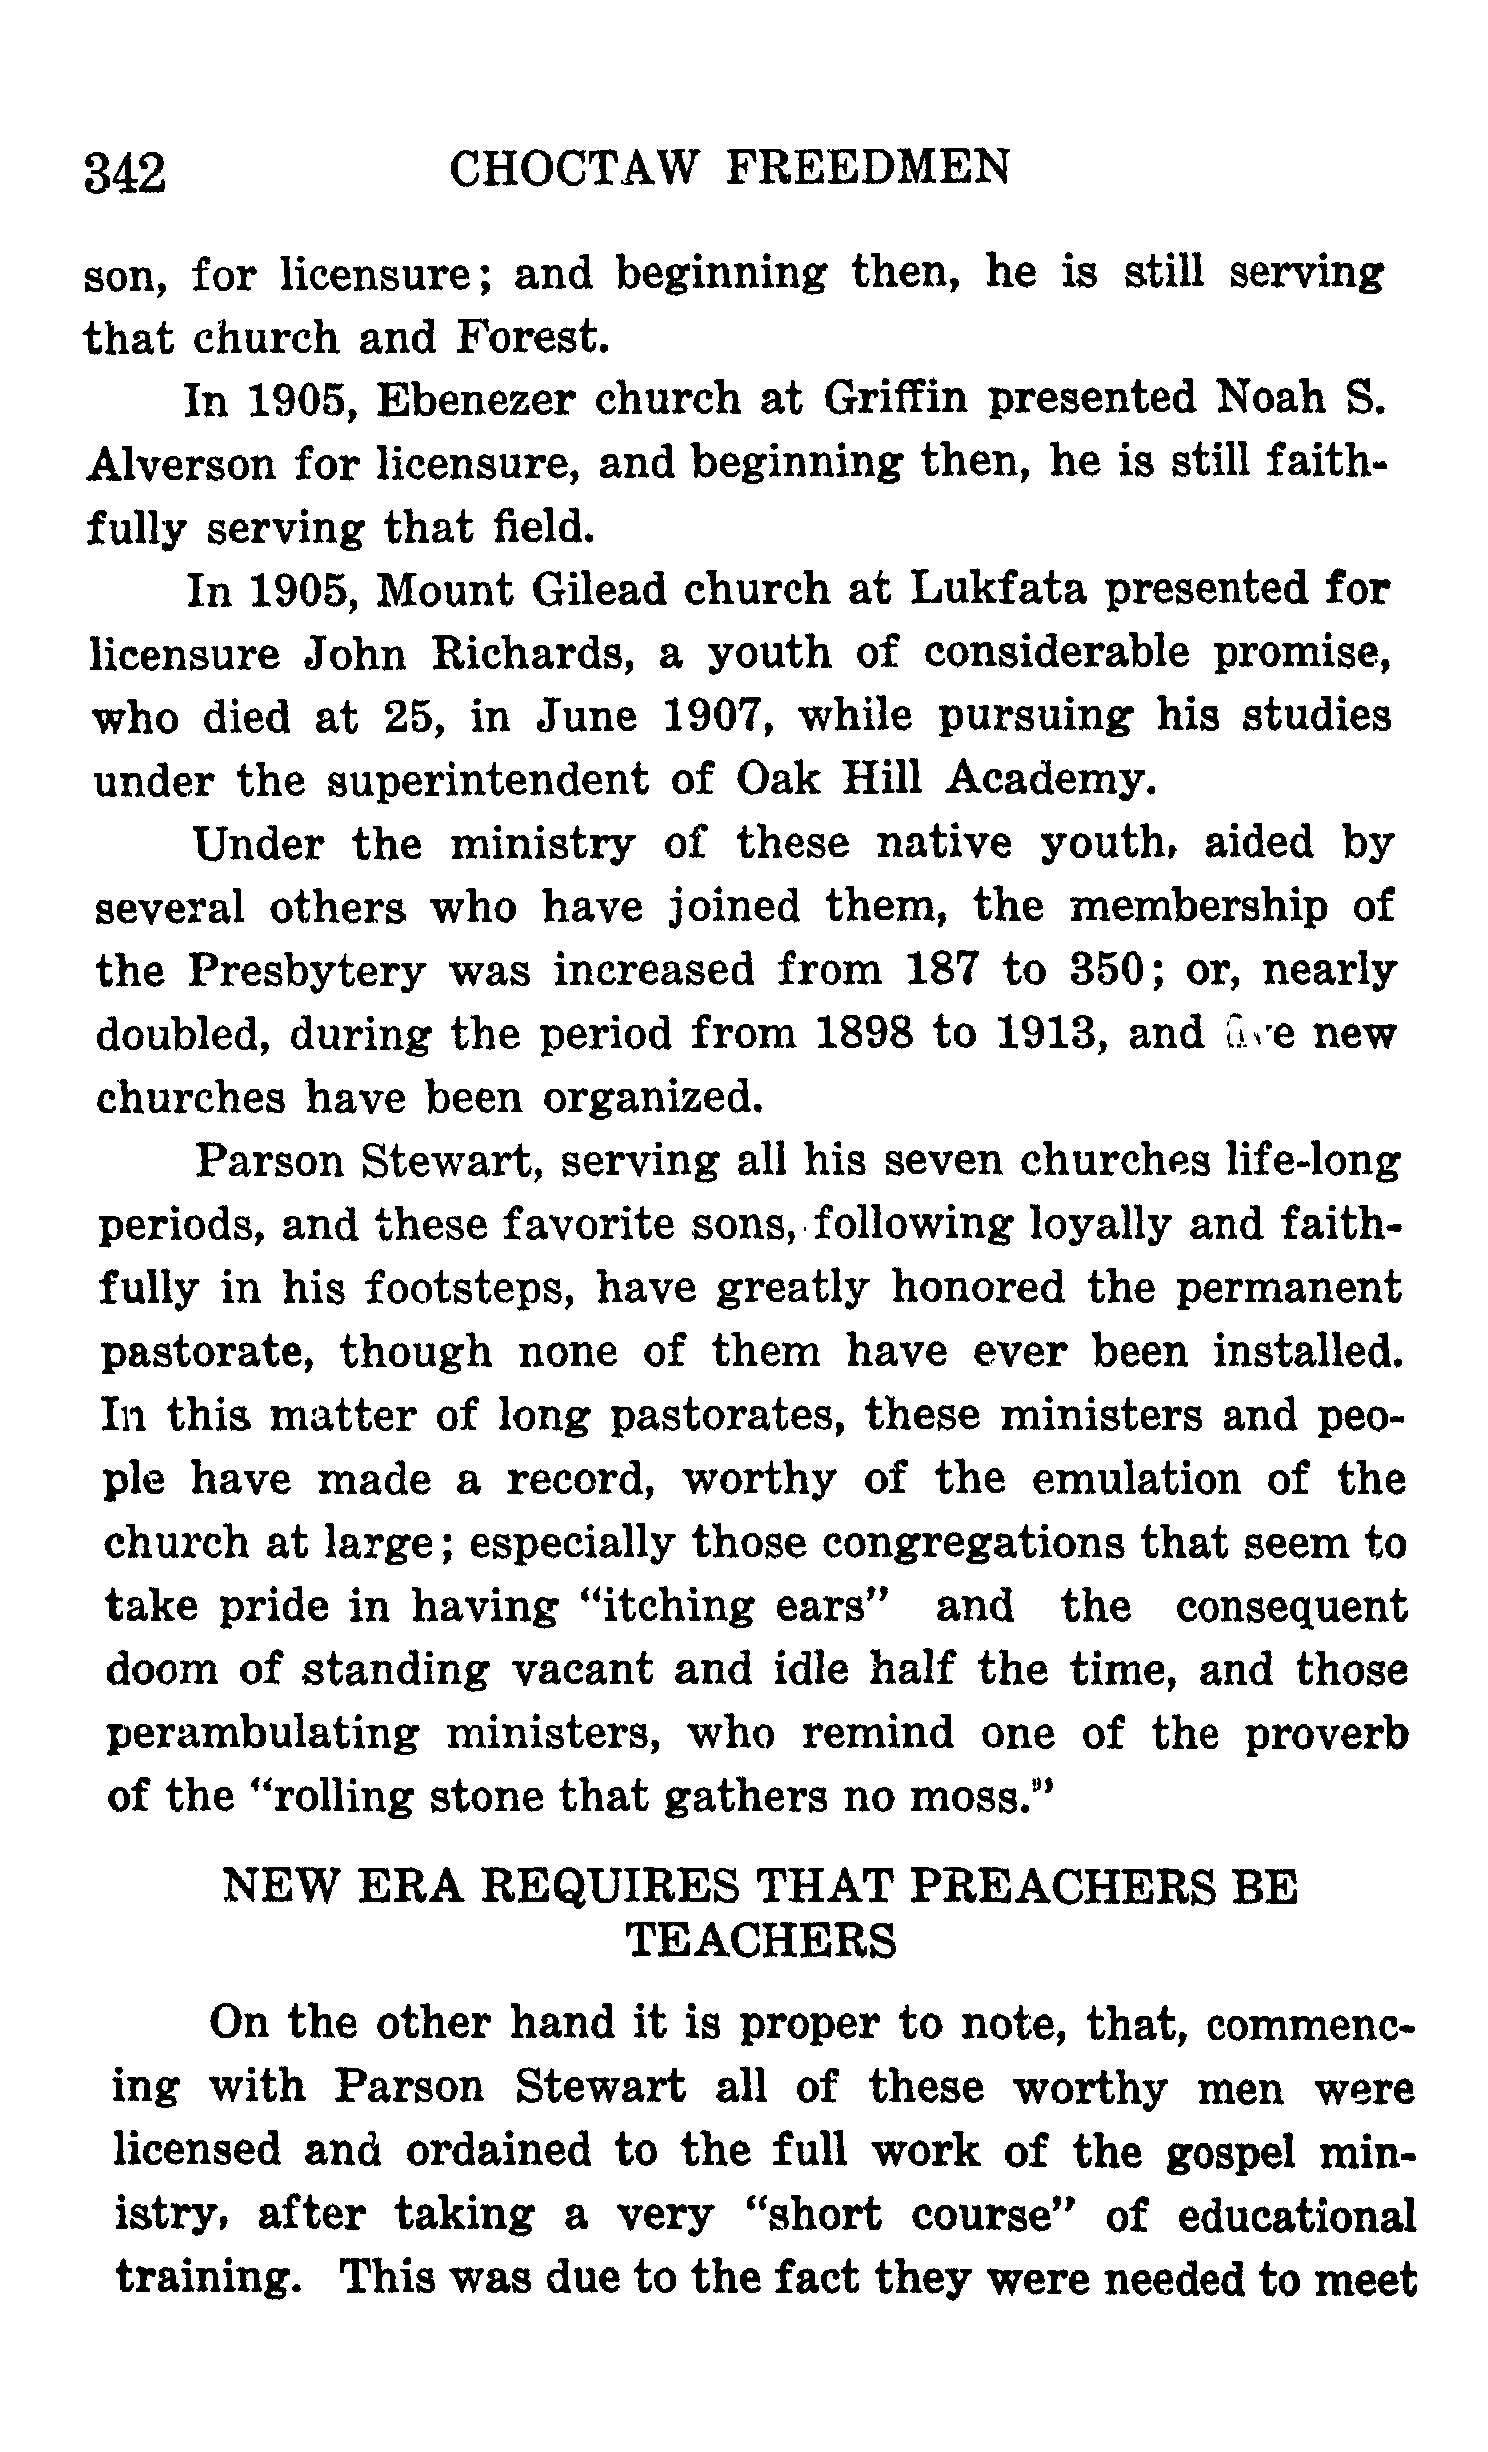 342 CHOCTAW FREEDMEN
son, for licensure; and beginning then, he is still serving
that church and Forest.
In 1905, Ebenezer church at Griffin presented Noah S.
Alverson for licensure, and beginning then, he is still faith-
fully serving that field.
In 1905, Mount Gilead church at Lukfata presented for
licensure John Richards, a youth of considerable promise,
who died at 25, in June 1907, while pursuing his studies
under the superintendent of Oak Hill Academy.
Under the ministry of these native youth, aided by
several others who have joined them, the membership of
the Presbytery was increased from 187 to 350; or, nearly
doubled, during the period from 1898 to 1913, and five new
churches have been organized.
Parson Stewart, serving all his seven churches life-long
periods, and these favorite sons, following loyally and faith-
fully in his footsteps, have greatly honored the permanent
pastorate, though none of them have ever been installed.
In this matter of long pastorates, these ministers and peo-
ple have made a record, worthy of the emulation of the
church at large; especially those congregations that seem to
take pride in having "itching ears" and the consequent
doom of standing vacant and idle half the time, and those
perambulating ministers, who remind one of the proverb
of the "rolling stone that gathers no moss."'
NEW ERA REQUIRES THAT PREACHERS BE
TEACHERS
On the other hand it is proper to note, that, commenc-
ing with Parson Stewart all of these worthy men were
licensed and ordained to the full work of the gospel min-
istry, after taking a very "short course" of educational
training. This was due to the fact they were needed to meet